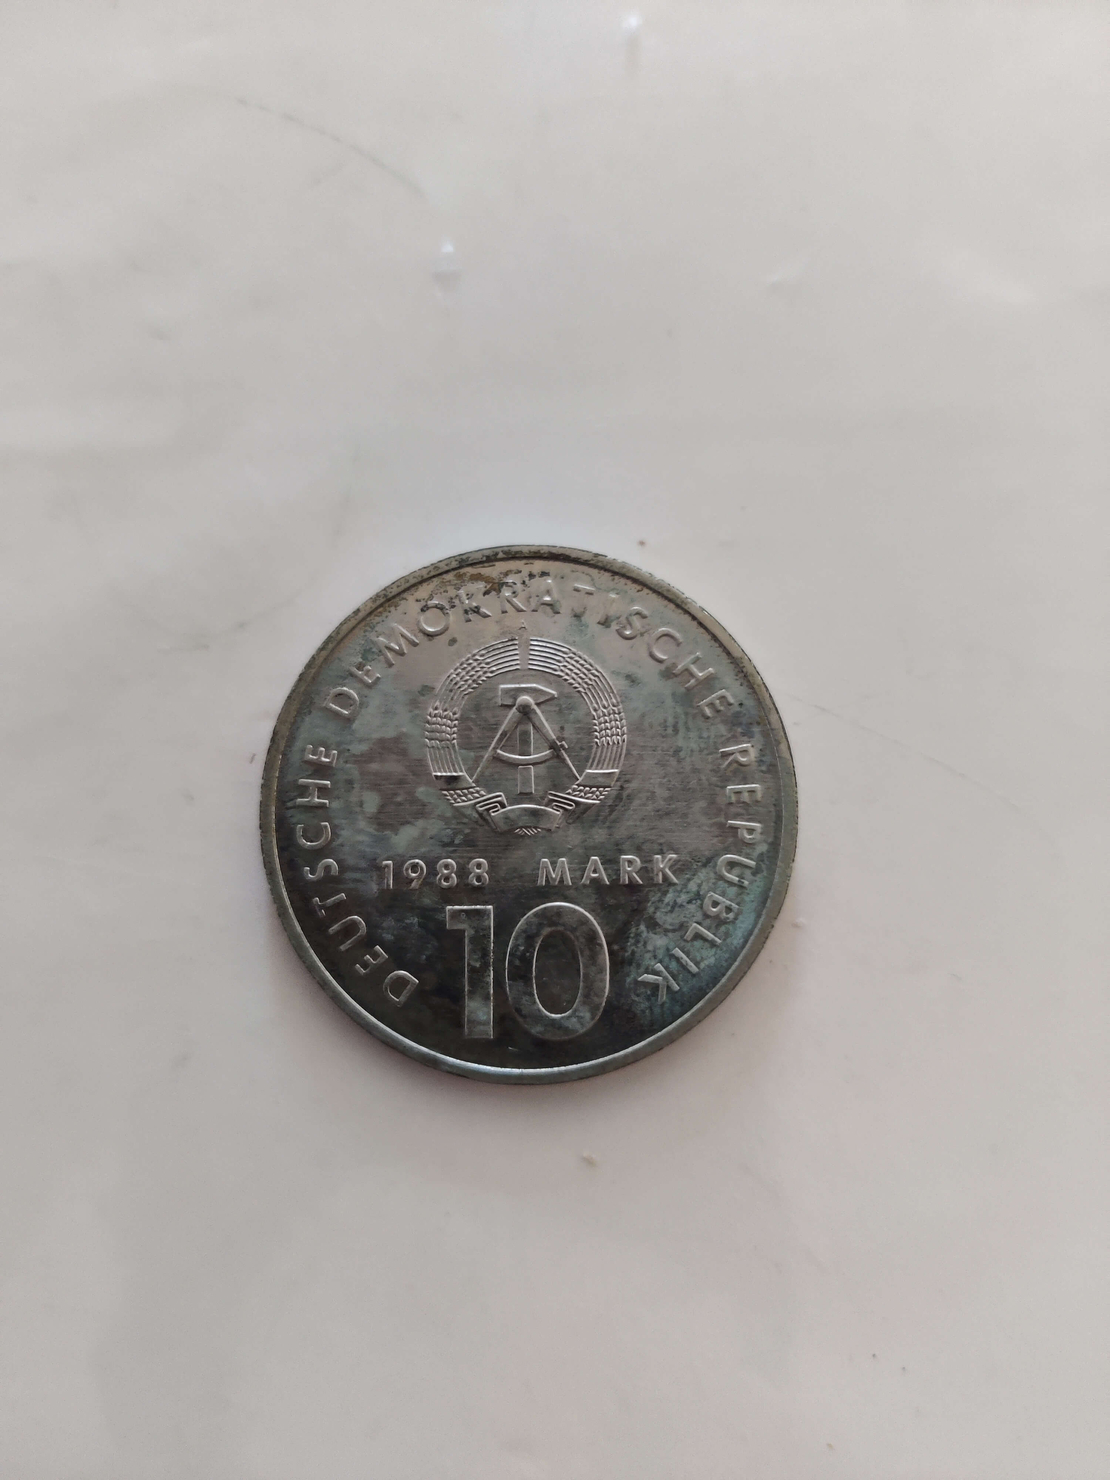 DEUTSCHE DEMOKRATISCHE REPUBLIK
1988 MARK
10